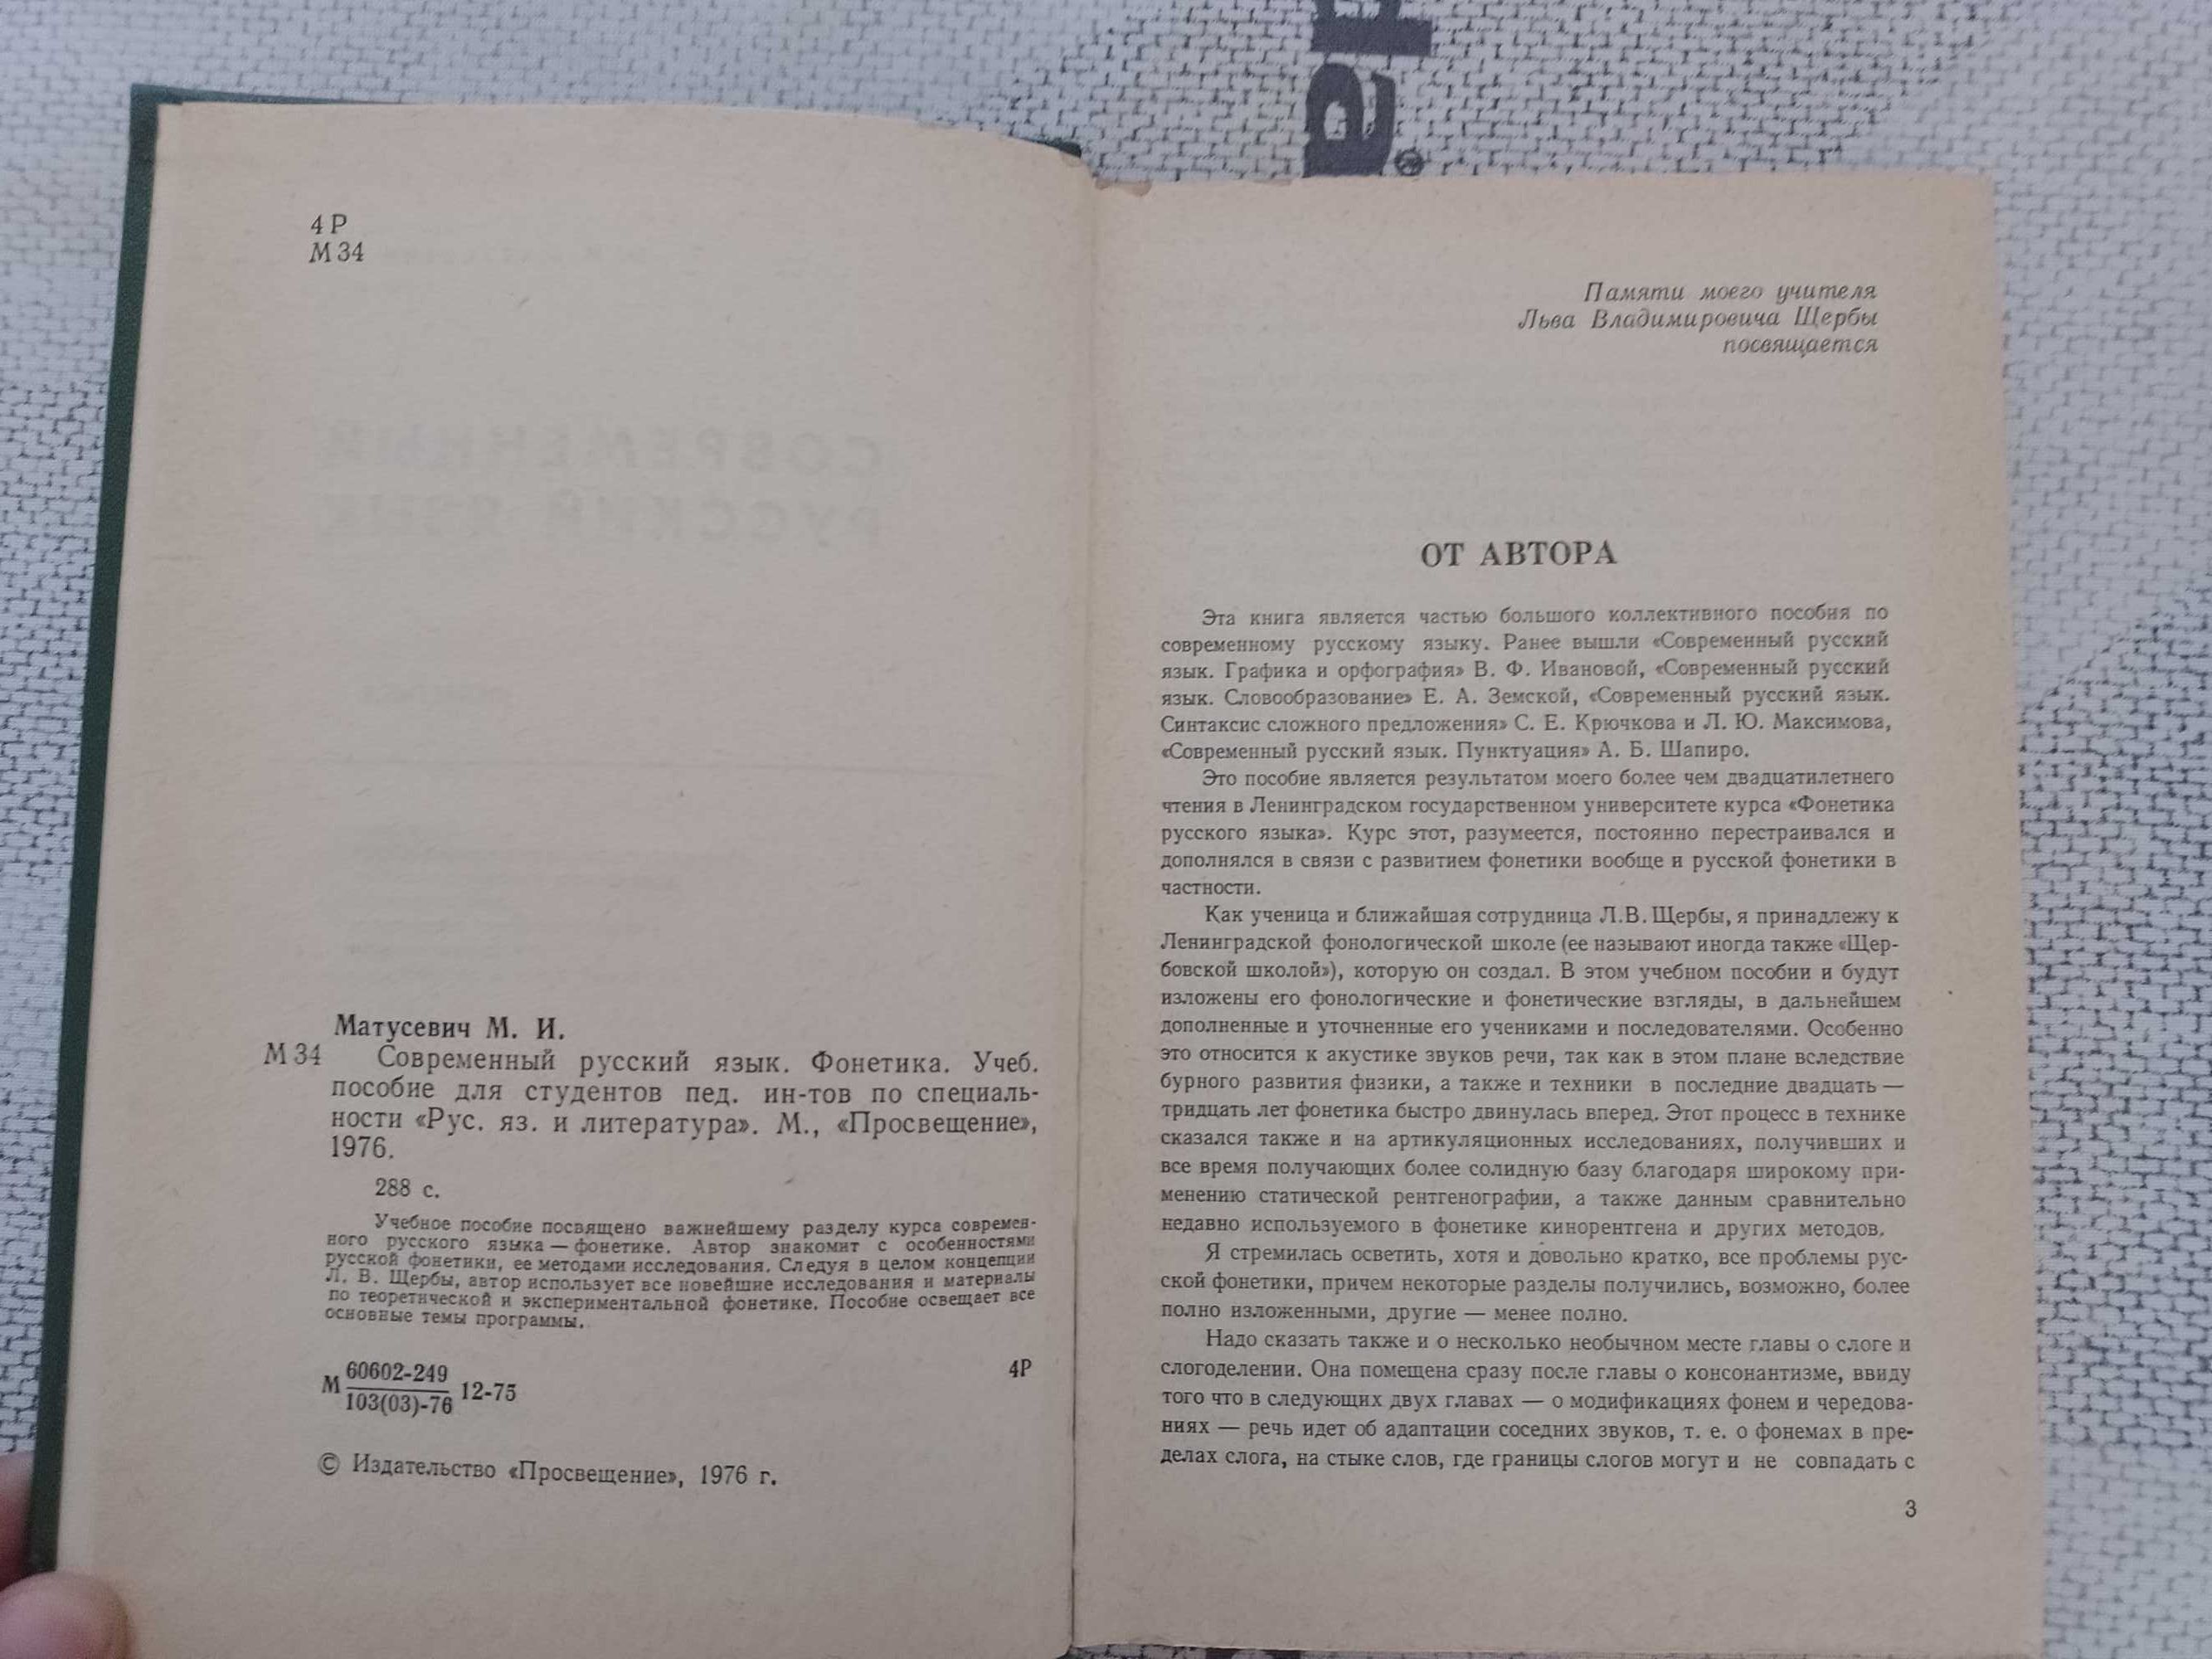 4Р
М 34
Матусевич М. И.
М 34 Современный русский язык. Фонетика. Учеб.
пособие для студентов пед. ин-тов по специаль-
ности «Рус. яз. и литература». М., «Просвещение»,
1976.
288 с.
Учебное пособие посвящено важнейшему разделу курса современ-
ного русского языка — фонетике. Автор знакомит с особенностями
русской фонетики, ее методами исследования. Следуя в целом концепции
Л. В. Щербы, автор использует все новейшие исследования и материалы
по теоретической и экспериментальной фонетике. Пособие освещает все
основные темы программы.
М 60602-249
103(03)-76 12-75
4Р
© Издательство «Просвещение», 1976 г.
Памяти моего учителя
Льва Владимировича Щербы
посвящается
ОТ АВТОРА
Эта книга является частью большого коллективного пособия по
современному русскому языку. Ранее вышли «Современный русский
язык. Графика и орфография» В. Ф. Ивановой, «Современный русский
язык. Словообразование» Е. А. Земской, «Современный русский язык.
Синтаксис сложного предложения» С. Е. Крючкова и Л. Ю. Максимова,
«Современный русский язык. Пунктуация» А. Б. Шапиро.
Это пособие является результатом моего более чем двадцатилетнего
чтения в Ленинградском государственном университете курса «Фонетика
русского языка». Курс этот, разумеется, постоянно перестраивался и
дополнялся в связи с развитием фонетики вообще и русской фонетики в
частности.
Как ученица и ближайшая сотрудница Л.В. Щербы, я принадлежу к
Ленинградской фонологической школе (ее называют иногда также «Щер-
бовской школой»), которую он создал. В этом учебном пособии и будут
изложены его фонологические и фонетические взгляды, в дальнейшем
дополненные и уточненные его учениками и последователями. Особенно
это относится к акустике звуков речи, так как в этом плане вследствие
бурного развития физики, а также и техники в последние двадцать —
тридцать лет фонетика быстро двинулась вперед. Этот процесс в технике
сказался также и на артикуляционных исследованиях, получивших и
все время получающих более солидную базу благодаря широкому при-
менению статической рентгенографии, а также данным сравнительно
недавно используемого в фонетике кинорентгена и других методов.
Я стремилась осветить, хотя и довольно кратко, все проблемы рус-
ской фонетики, причем некоторые разделы получились, возможно, более
полно изложенными, другие — менее полно.
Надо сказать также и о несколько необычном месте главы о слоге и
слогоделении. Она помещена сразу после главы о консонантизме, ввиду
того что в следующих двух главах — о модификациях фонем и чередова-
ниях — речь идет об адаптации соседних звуков, т. е. о фонемах в пре-
делах слога, на стыке слов, где границы слогов могут и не совпадать с
3